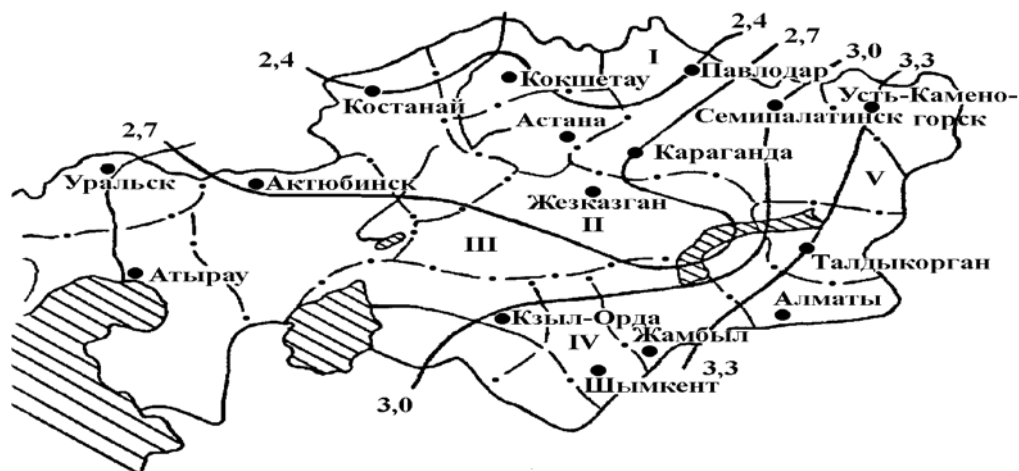 2,4
2,4
2,7
3,0
3,3
I
Кокшетау
Павлодар
Костанай
Усть-Камено-
горск
Семипалатинск
Астана
2,7
Караганда
Уральск
Актюбинск
V
Жезказган
II
III
Атырау
Талдыкорган
Алматы
Кзыл-Орда
IV
Жамбыл
3,3
Шымкент
3,0